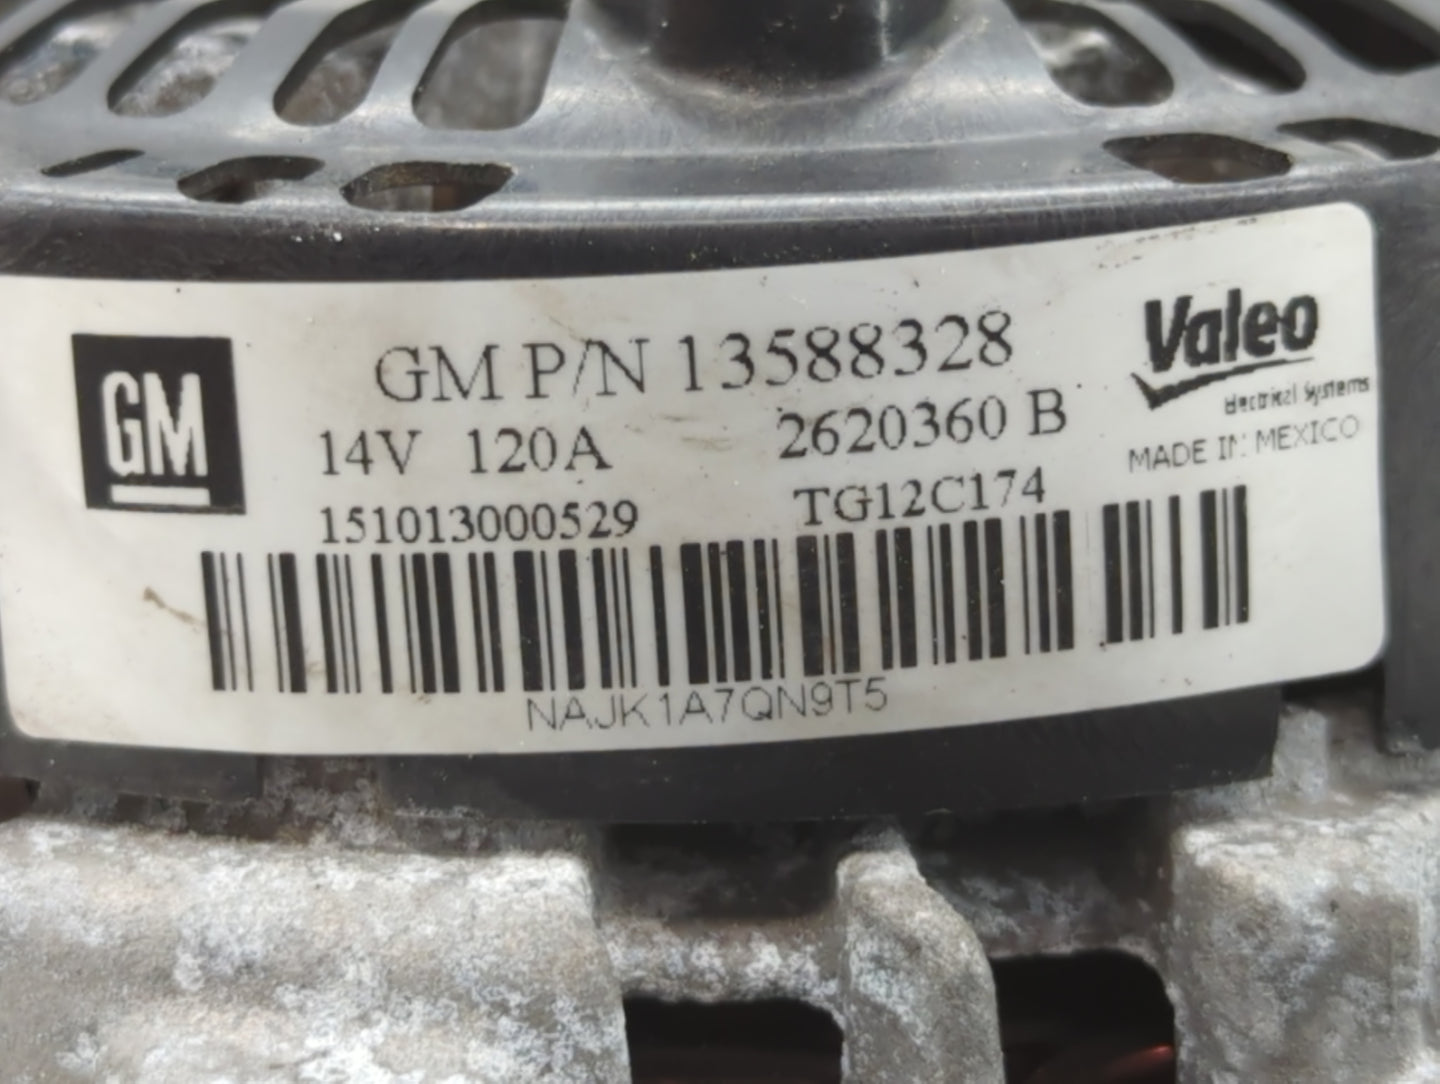 GM
GM P/N 13588328
Valeo
Electrical Systems
14V 120A 2620360 B
MADE IN MEXICO
151013000529 TG12C174
NAJK1A7QN9T5